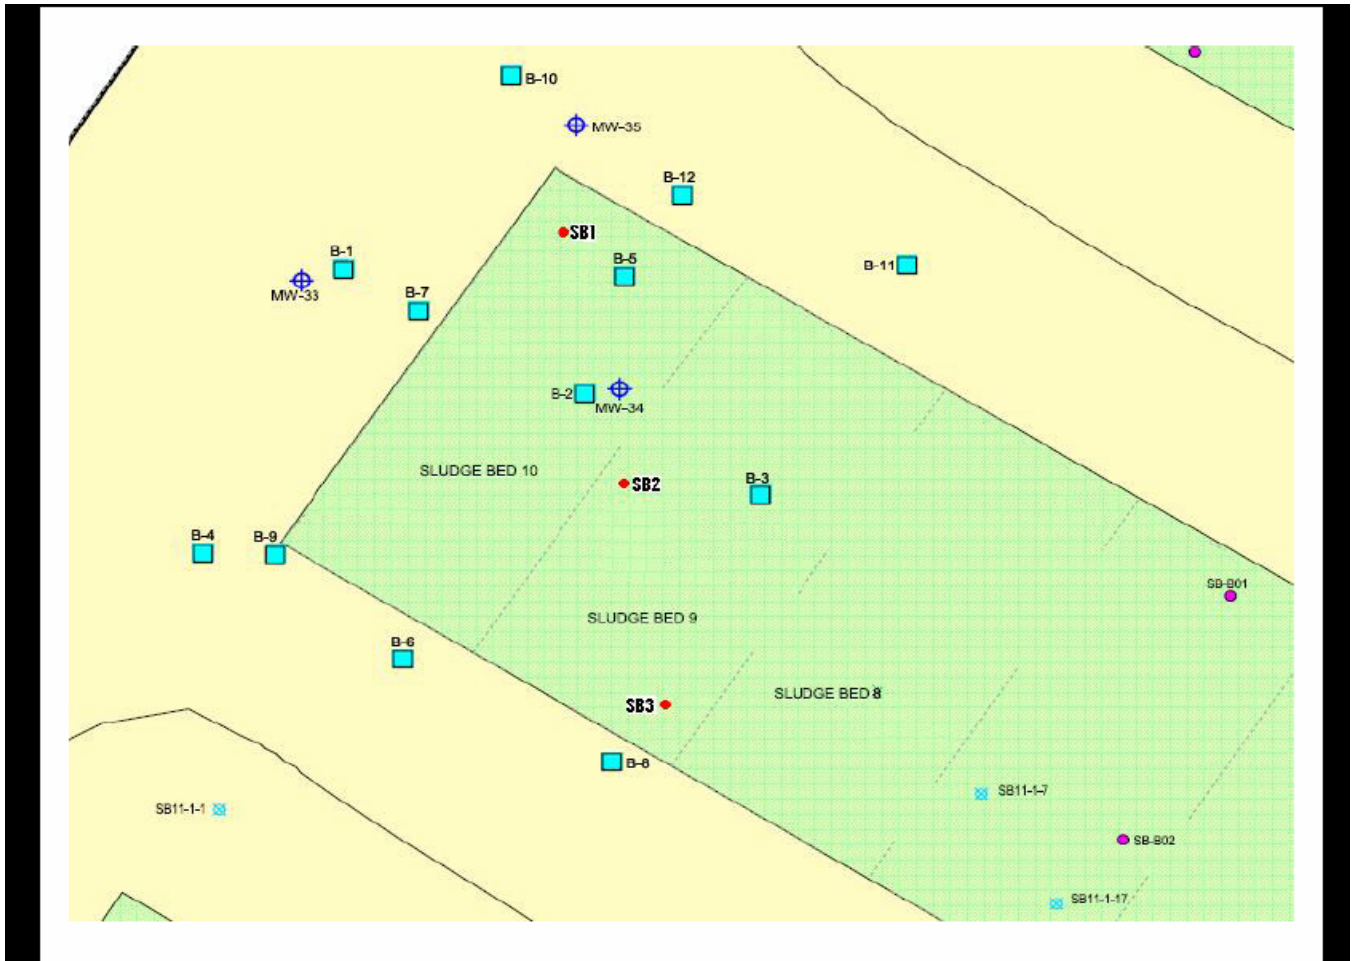 B-10
MW-35
B-12
SB1
B-1
B-5
B-11
MW-33
B-7
B-2
MW-34
SLUDGE BED 10
SB2
B-3
B-4
B-9
SB-B01
SLUDGE BED 9
B-6
SLUDGE BED 8
SB3
B-8
SB11-1-7
SB11-1-1
SB-B02
SB11-1-17